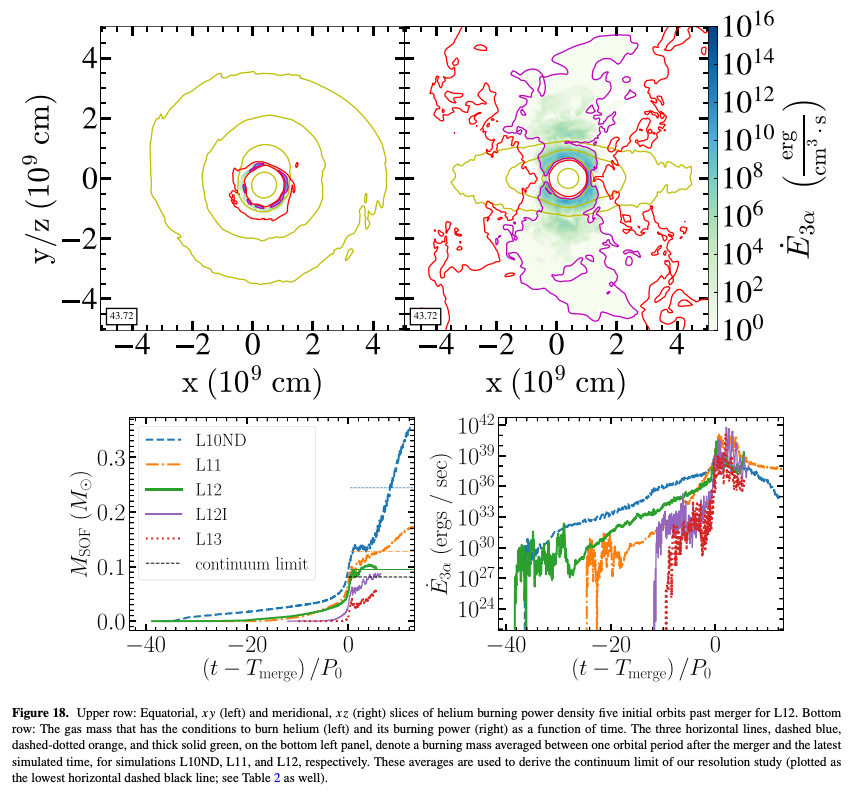 4
2
0
−2
−4
y/z (10⁹ cm)
43.72
−4 −2 0 2 4
x (10⁹ cm)
43.72
−4 −2 0 2 4
x (10⁹ cm)
10¹⁶
10¹⁴
10¹²
10¹⁰
10⁸
10⁶
10⁴
10²
10⁰
Ė₃α (erg / cm³ · s)
0.3
0.2
0.1
0.0
M_SOF (M_⊙)
L10ND
L11
L12
L12I
L13
continuum limit
−40 −20 0
(t − T_merge) / P₀
10⁴²
10³⁹
10³⁶
10³³
10³⁰
10²⁷
10²⁴
Ė₃α (ergs / sec)
−40 −20 0
(t − T_merge) / P₀
Figure 18. Upper row: Equatorial, xy (left) and meridional, xz (right) slices of helium burning power density five initial orbits past merger for L12. Bottom
row: The gas mass that has the conditions to burn helium (left) and its burning power (right) as a function of time. The three horizontal lines, dashed blue,
dashed-dotted orange, and thick solid green, on the bottom left panel, denote a burning mass averaged between one orbital period after the merger and the latest
simulated time, for simulations L10ND, L11, and L12, respectively. These averages are used to derive the continuum limit of our resolution study (plotted as
the lowest horizontal dashed black line; see Table 2 as well).